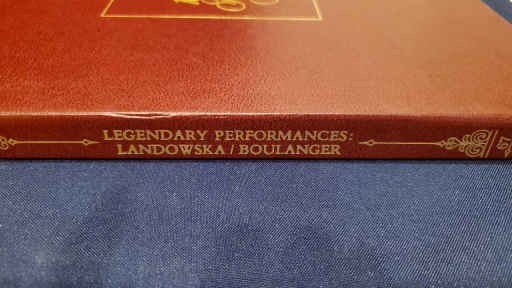 LEGENDARY PERFORMANCES:
LANDOWSKA / BOULANGER